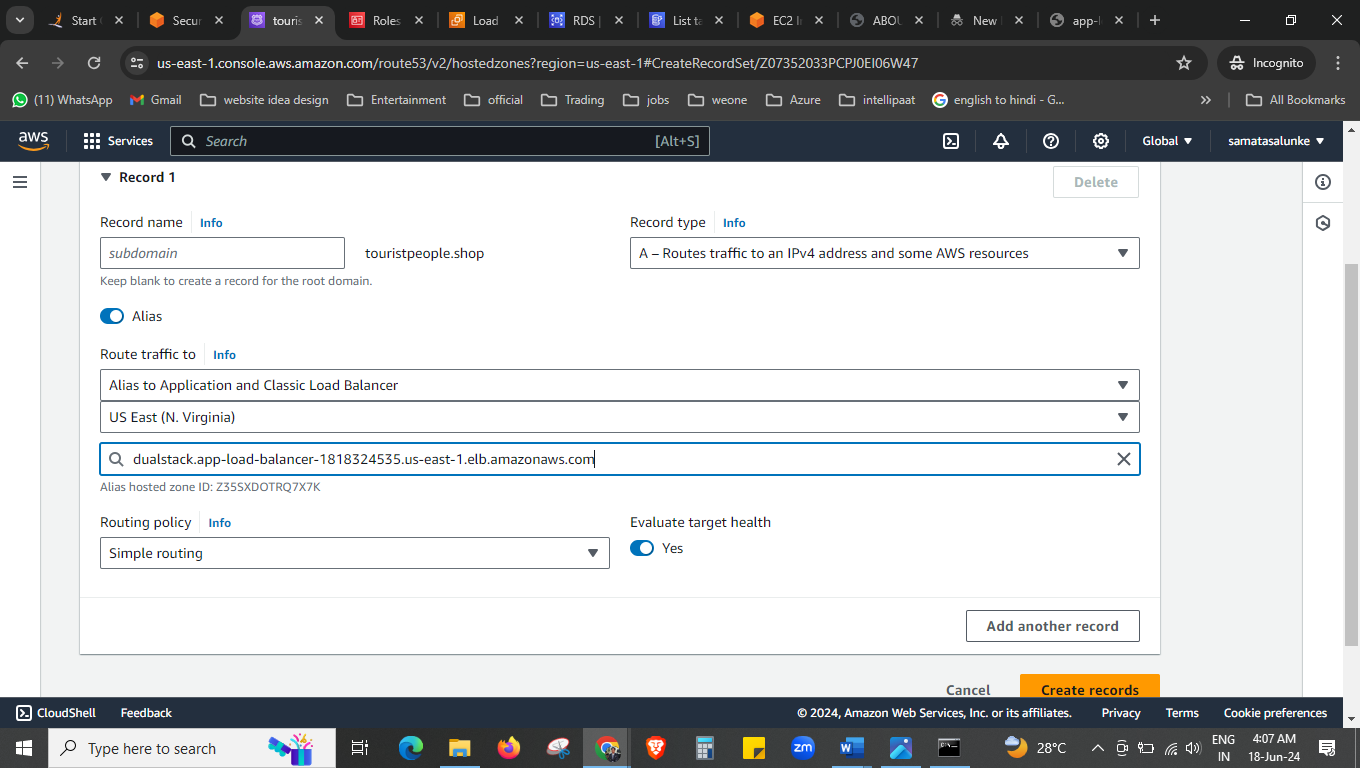 Start
Secur
touris
Roles
Load
RDS |
List ta
EC2 In
ABOU
New
app-l
us-east-1.console.aws.amazon.com/route53/v2/hostedzones?region=us-east-1#CreateRecordSet/Z07352033PCPJ0EI06W47
Incognito
(11) WhatsApp
Gmail
website idea design
Entertainment
official
Trading
jobs
weone
Azure
intellipaat
english to hindi - G...
All Bookmarks
aws
Services
Search
[Alt+S]
Global
samatasalunke
Record 1
Delete
Record name
Info
Record type
Info
subdomain
touristpeople.shop
A – Routes traffic to an IPv4 address and some AWS resources
Keep blank to create a record for the root domain.
Alias
Route traffic to
Info
Alias to Application and Classic Load Balancer
US East (N. Virginia)
dualstack.app-load-balancer-1818324535.us-east-1.elb.amazonaws.com
Alias hosted zone ID: Z35SXDOTRQ7X7K
Routing policy
Info
Evaluate target health
Simple routing
Yes
Add another record
Cancel
Create records
CloudShell
Feedback
© 2024, Amazon Web Services, Inc. or its affiliates.
Privacy
Terms
Cookie preferences
Type here to search
zm
28°C
ENG
IN
4:07 AM
18-Jun-24